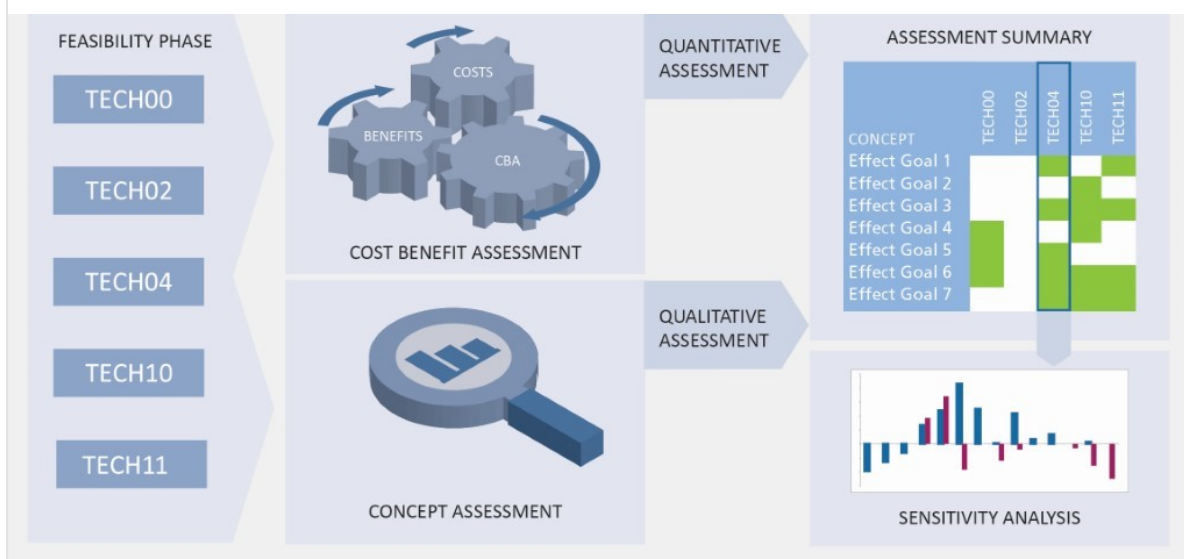 FEASIBILITY PHASE
TECH00
TECH02
TECH04
TECH10
TECH11
COSTS
BENEFITS
CBA
COST BENEFIT ASSESSMENT
CONCEPT ASSESSMENT
QUANTITATIVE
ASSESSMENT
QUALITATIVE
ASSESSMENT
ASSESSMENT SUMMARY
CONCEPT
TECH00
TECH02
TECH04
TECH10
TECH11
Effect Goal 1
Effect Goal 2
Effect Goal 3
Effect Goal 4
Effect Goal 5
Effect Goal 6
Effect Goal 7
SENSITIVITY ANALYSIS